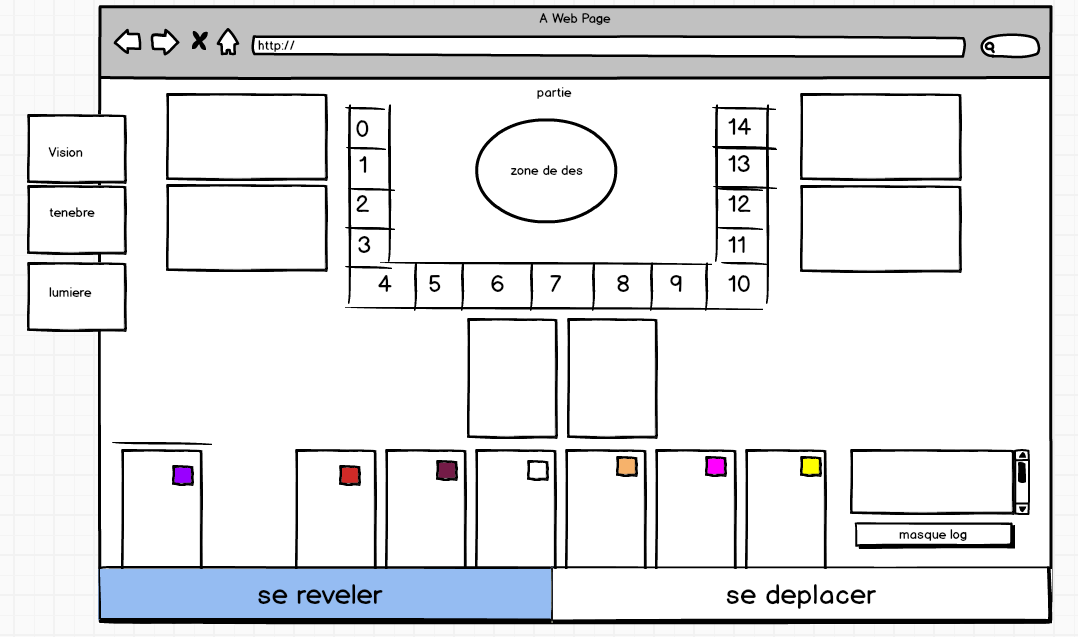 A Web Page
http://
partie
Vision
tenebre
lumiere
0
1
2
3
4 5 6 7 8 9 10
11
12
13
14
zone de des
masque log
se reveler
se deplacer